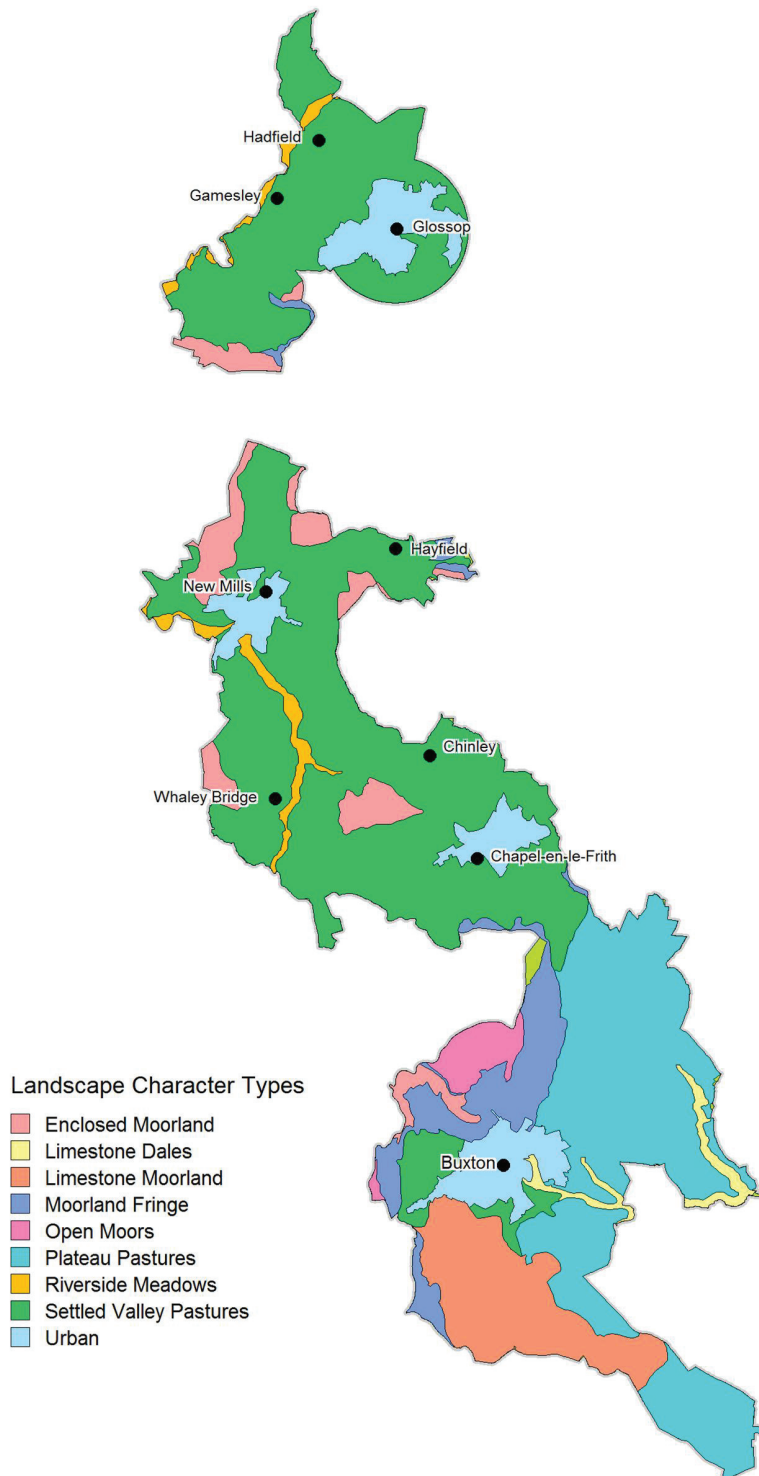 Hadfield
Gamesley
Glossop
Hayfield
New Mills
Chinley
Whaley Bridge
Chapel-en-le-Frith
Landscape Character Types
Enclosed Moorland
Limestone Dales
Limestone Moorland
Moorland Fringe
Buxton
Open Moors
Plateau Pastures
Riverside Meadows
Settled Valley Pastures
Urban